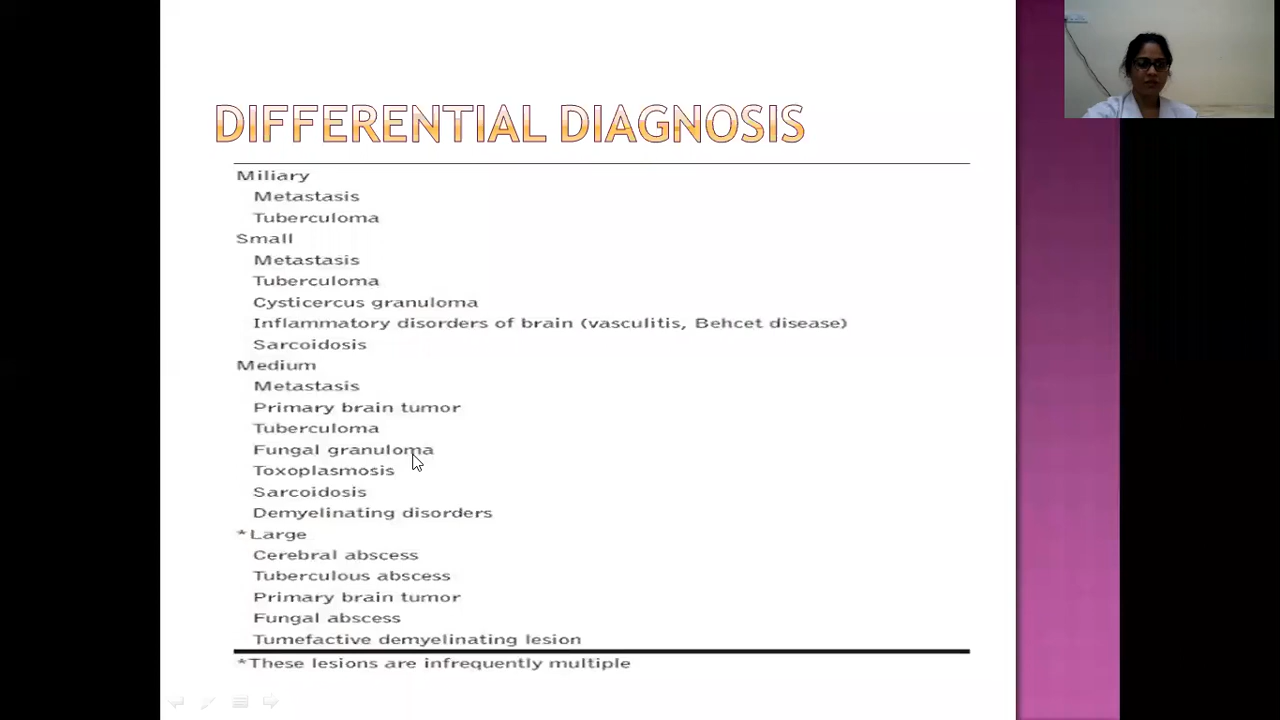 DIFFERENTIAL DIAGNOSIS
Miliary
Metastasis
Tuberculoma
Small
Metastasis
Tuberculoma
Cysticercus granuloma
Inflammatory disorders of brain (vasculitis, Behcet disease)
Sarcoidosis
Medium
Metastasis
Primary brain tumor
Tuberculoma
Fungal granuloma
Toxoplasmosis
Sarcoidosis
Demyelinating disorders
*Large
Cerebral abscess
Tuberculous abscess
Primary brain tumor
Fungal abscess
Tumefactive demyelinating lesion
*These lesions are infrequently multiple